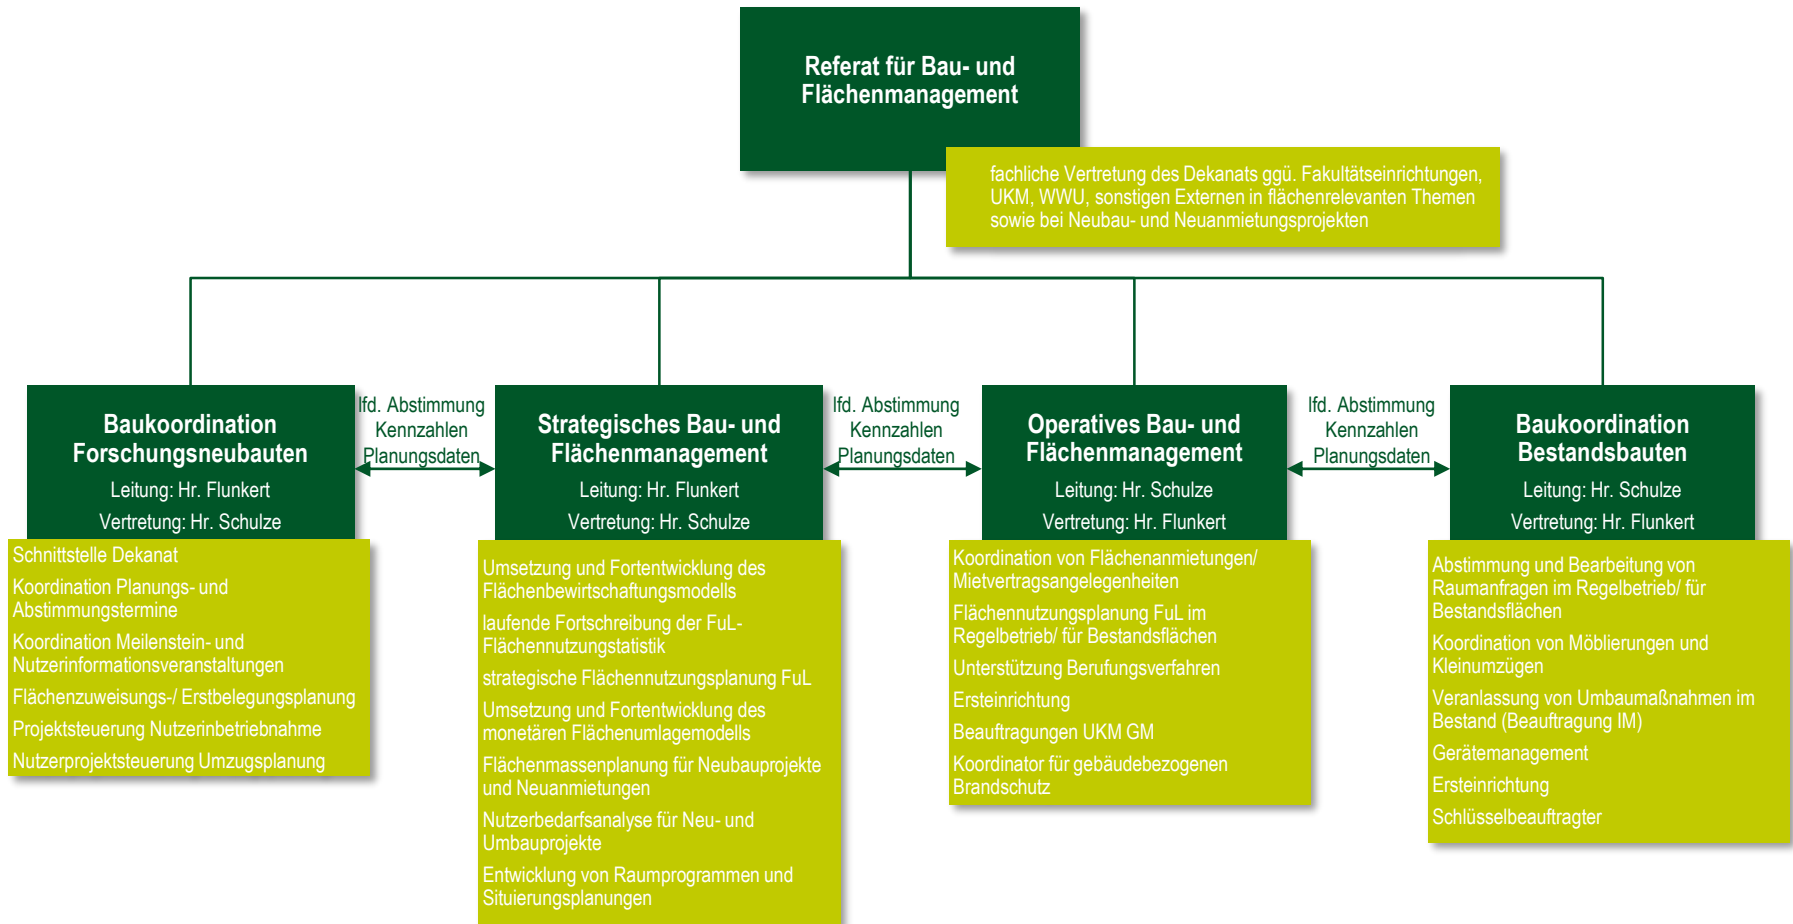 Referat für Bau- und
Flächenmanagement
fachliche Vertretung des Dekanats ggü. Fakultätseinrichtungen,
UKM, WWU, sonstigen Externen in flächenrelevanten Themen
sowie bei Neubau- und Neuanmietungsprojekten
Baukoordination
Forschungsneubauten
Leitung: Hr. Flunkert
Vertretung: Hr. Schulze
Schnittstelle Dekanat
Koordination Planungs- und
Abstimmungstermine
Koordination Meilenstein- und
Nutzerinformationsveranstaltungen
Flächenzuweisungs-/ Erstbelegungsplanung
Projektsteuerung Nutzerinbetriebnahme
Nutzerprojektsteuerung Umzugsplanung
lfd. Abstimmung
Kennzahlen
Planungsdaten
Strategisches Bau- und
Flächenmanagement
Leitung: Hr. Flunkert
Vertretung: Hr. Schulze
Umsetzung und Fortentwicklung des
Flächenbewirtschaftungsmodells
laufende Fortschreibung der FuL-
Flächennutzungstatistik
strategische Flächennutzungsplanung FuL
Umsetzung und Fortentwicklung des
monetären Flächenumlagemodells
Flächenmassenplanung für Neubauprojekte
und Neuanmietungen
Nutzerbedarfsanalyse für Neu- und
Umbauprojekte
Entwicklung von Raumprogrammen und
Situierungsplanungen
lfd. Abstimmung
Kennzahlen
Planungsdaten
Operatives Bau- und
Flächenmanagement
Leitung: Hr. Schulze
Vertretung: Hr. Flunkert
Koordination von Flächenanmietungen/
Mietvertragsangelegenheiten
Flächennutzungsplanung FuL im
Regelbetrieb/ für Bestandsflächen
Unterstützung Berufungsverfahren
Ersteinrichtung
Beauftragungen UKM GM
Koordinator für gebäudebezogenen
Brandschutz
lfd. Abstimmung
Kennzahlen
Planungsdaten
Baukoordination
Bestandsbauten
Leitung: Hr. Schulze
Vertretung: Hr. Flunkert
Abstimmung und Bearbeitung von
Raumanfragen im Regelbetrieb/ für
Bestandsflächen
Koordination von Möblierungen und
Kleinumzügen
Veranlassung von Umbaumaßnahmen im
Bestand (Beauftragung IM)
Gerätemanagement
Ersteinrichtung
Schlüsselbeauftragter